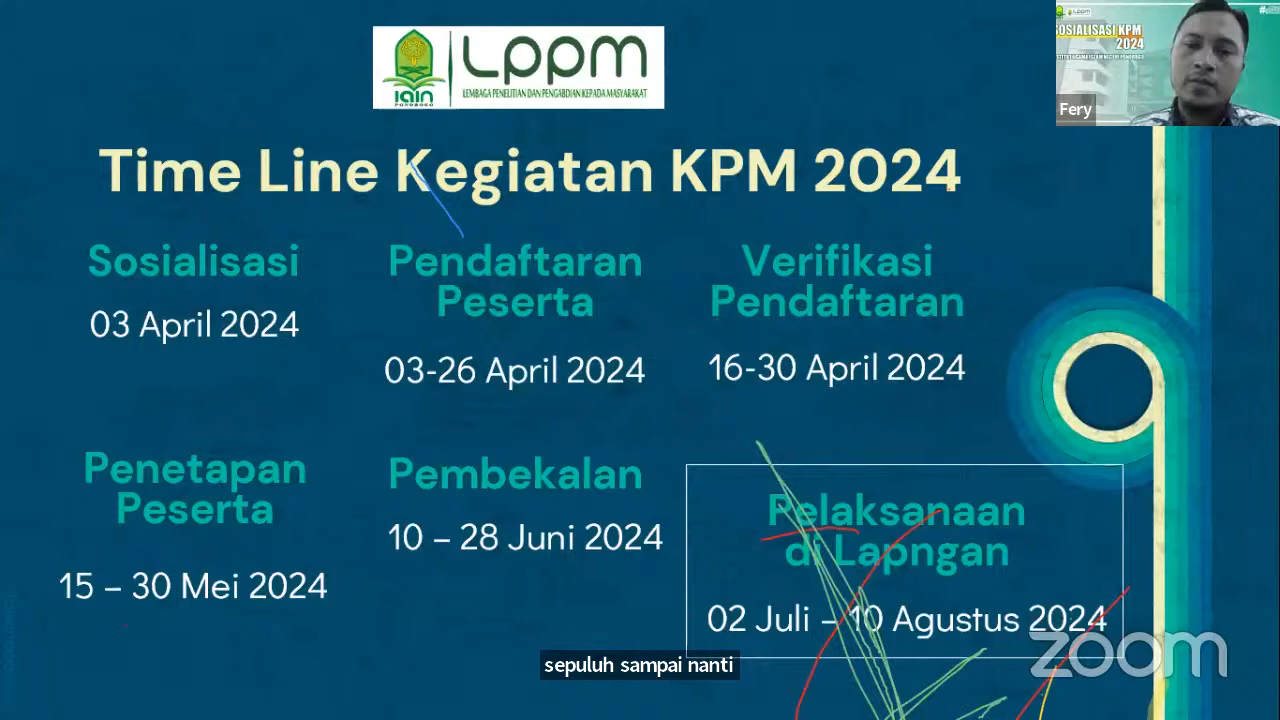 LPPM
LEMBAGA PENELITIAN DAN PENGABDIAN KEPADA MASYARAKAT
iain
PONOROGO
LPPM
SOSIALISASI KPM
2024
Fery
Time Line Kegiatan KPM 2024
Sosialisasi
03 April 2024
Pendaftaran
Peserta
03-26 April 2024
Verifikasi
Pendaftaran
16-30 April 2024
Penetapan
Peserta
15 – 30 Mei 2024
Pembekalan
10 – 28 Juni 2024
Pelaksanaan
di Lapngan
02 Juli – 10 Agustus 2024
zoom
sepuluh sampai nanti